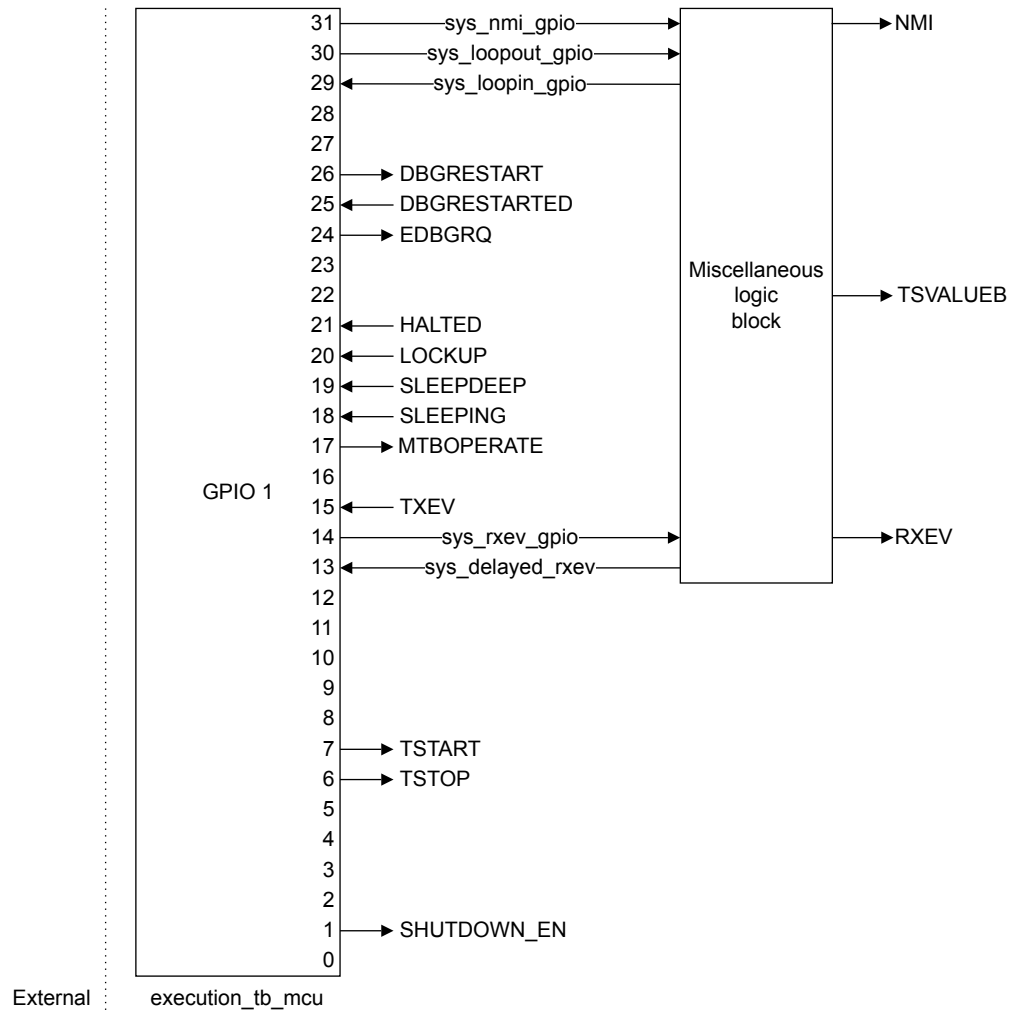 31 sys_nmi_gpio NMI
30 sys_loopout_gpio
29 sys_loopin_gpio
28
27
26 DBGRESTART
25 DBGRESTARTED
24 EDBGRQ
23
Miscellaneous
logic
block
22 TSVALUEB
21 HALTED
20 LOCKUP
19 SLEEPDEEP
18 SLEEPING
17 MTBOPERATE
16
GPIO 1
15 TXEV
14 sys_rxev_gpio RXEV
13 sys_delayed_rxev
12
11
10
9
8
7 TSTART
6 TSTOP
5
4
3
2
1 SHUTDOWN_EN
0
External execution_tb_mcu